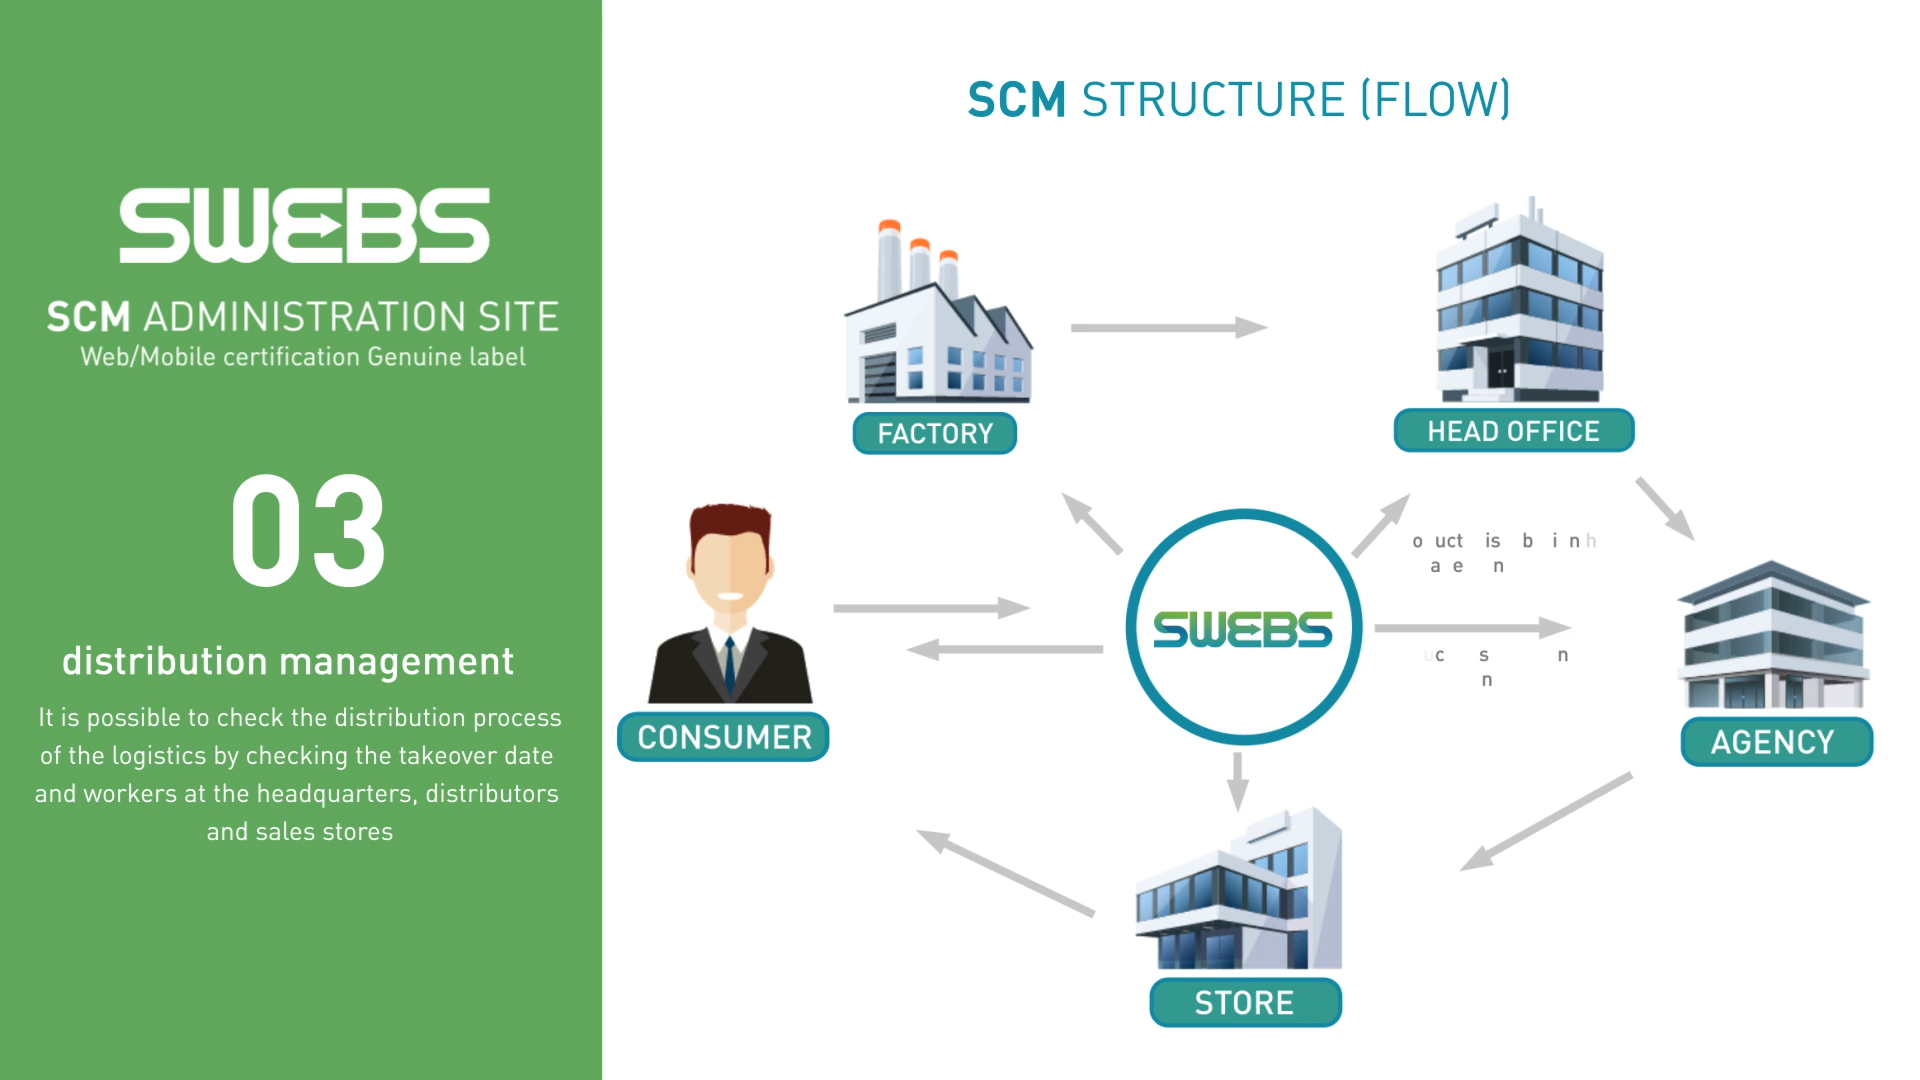 SWEBS
SCM ADMINISTRATION SITE
Web/Mobile certification Genuine label
03
distribution management
It is possible to check the distribution process
of the logistics by checking the takeover date
and workers at the headquarters, distributors
and sales stores
SCM STRUCTURE (FLOW)
FACTORY
HEAD OFFICE
CONSUMER
SWEBS
AGENCY
STORE